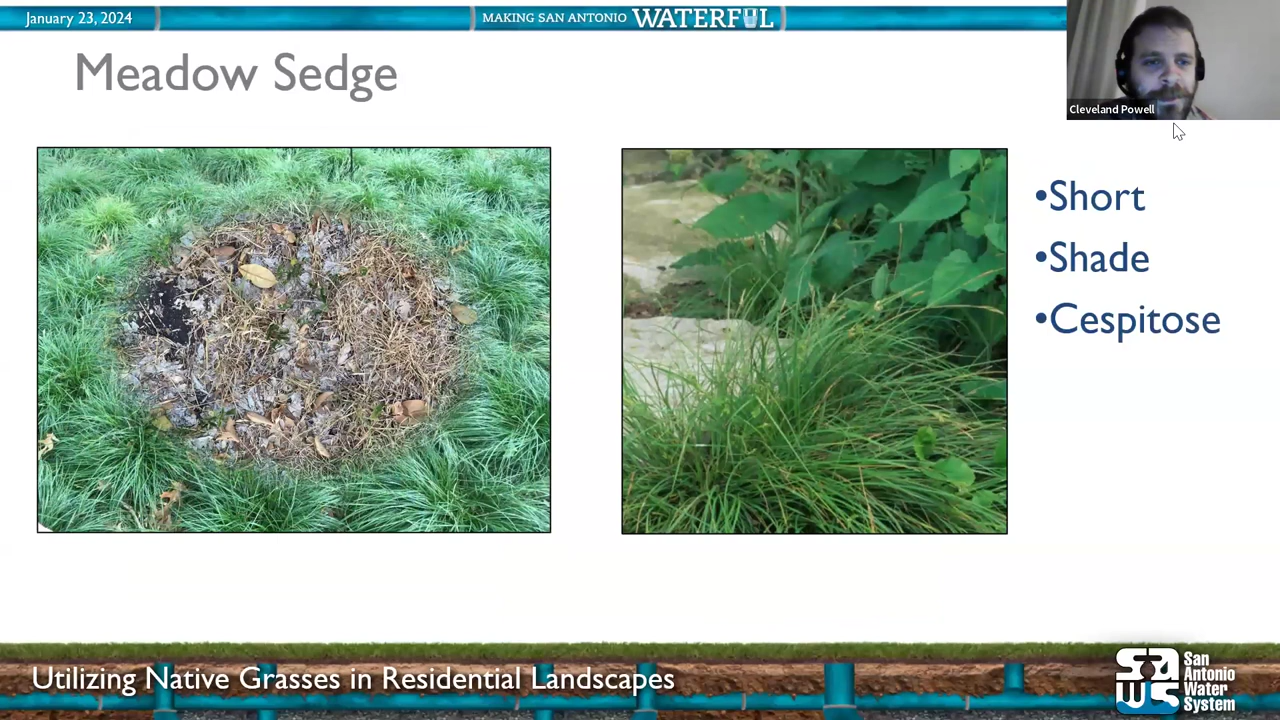 January 23, 2024
MAKING SAN ANTONIO WATERFUL
Meadow Sedge
Cleveland Powell
•Short
•Shade
•Cespitose
Utilizing Native Grasses in Residential Landscapes
SAWS
San
Antonio
Water
System